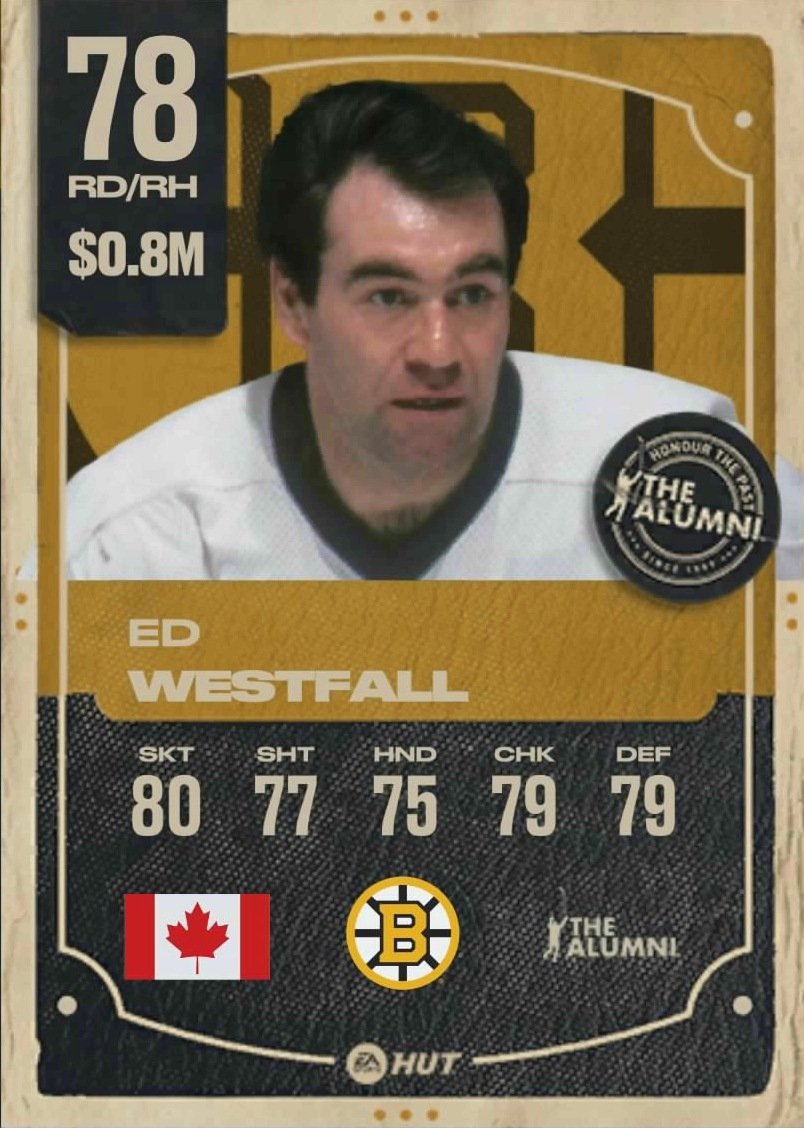 78
RD/RH
$0.8M
HONOUR THE PAST
THE
ALUMNI
ED
WESTFALL
SKT SHT HND CHK DEF
80 77 75 79 79
B
THE
ALUMNI
EA
HUT